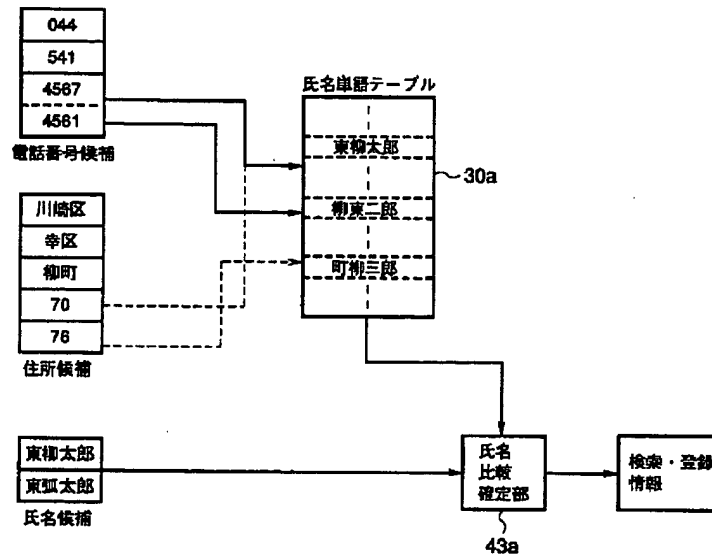 044
541
4567
4561
電話番号候補
川崎区
幸区
柳町
70
76
住所候補
氏名単語テーブル
東柳太郎
柳東二郎
町柳三郎
30a
東柳太郎
東弧太郎
氏名候補
氏名
比較
確定部
43a
検索・登録
情報